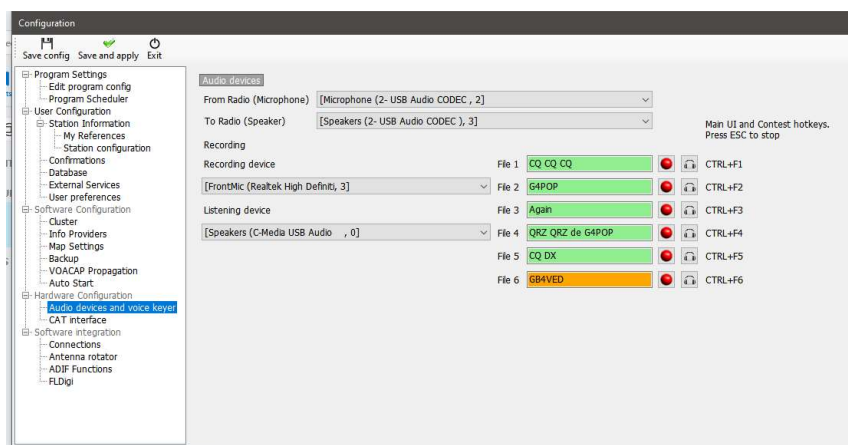 Configuration
Save config Save and apply Exit
Program Settings
Edit program config
Program Scheduler
User Configuration
Station Information
My References
Station configuration
Confirmations
Database
External Services
User preferences
Software Configuration
Cluster
Info Providers
Map Settings
Backup
VOACAP Propagation
Auto Start
Hardware Configuration
Audio devices and voice keyer
CAT interface
Software integration
Connections
Antenna rotator
ADIF Functions
FLDigi
Audio devices
From Radio (Microphone) [Microphone (2- USB Audio CODEC , 2]
To Radio (Speaker) [Speakers (2- USB Audio CODEC ), 3]
Main UI and Contest hotkeys.
Press ESC to stop
Recording
Recording device
[FrontMic (Realtek High Definiti, 3]
Listening device
[Speakers (C-Media USB Audio , 0]
File 1 CQ CQ CQ CTRL+F1
File 2 G4POP CTRL+F2
File 3 Again CTRL+F3
File 4 QRZ QRZ de G4POP CTRL+F4
File 5 CQ DX CTRL+F5
File 6 GB4VED CTRL+F6